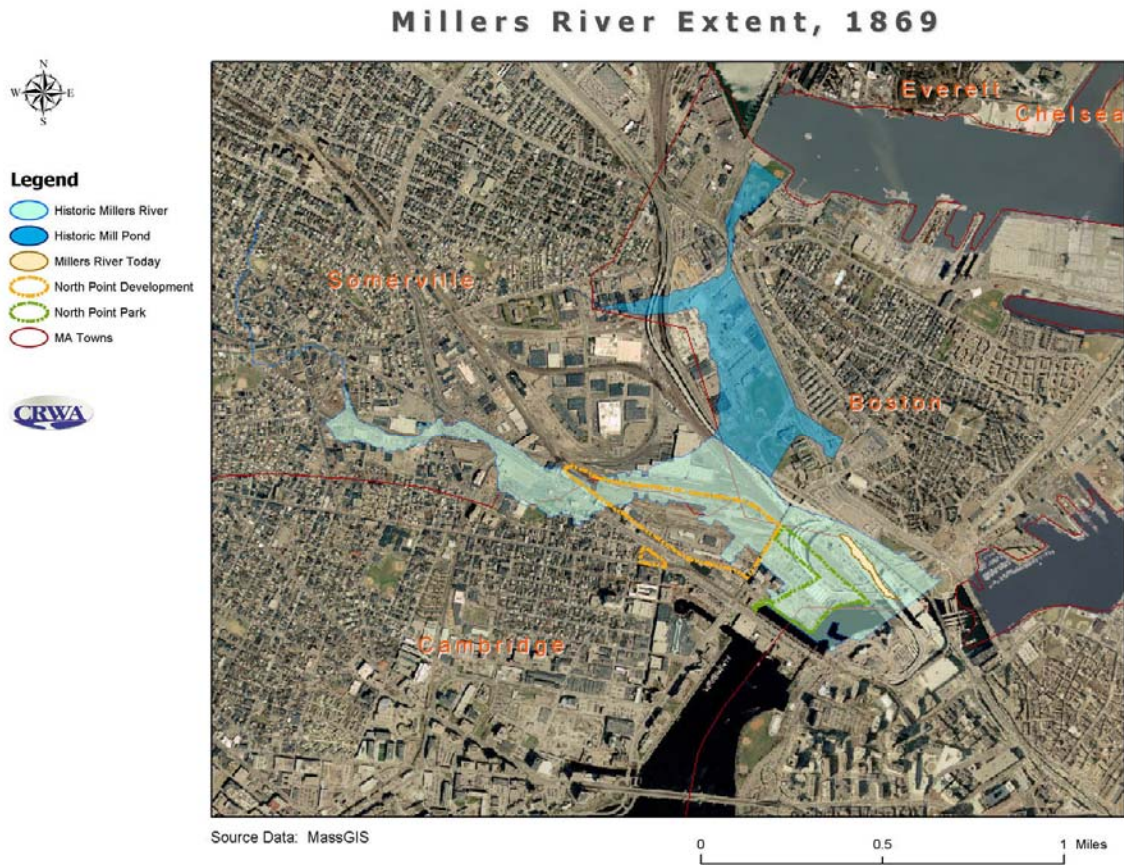 Millers River Extent, 1869
N
W E
S
Legend
Historic Millers River
Historic Mill Pond
Millers River Today
North Point Development
North Point Park
MA Towns
CRWA
Everett
Chelsea
Somerville
Boston
Cambridge
Source Data: MassGIS
0 0.5 1 Miles